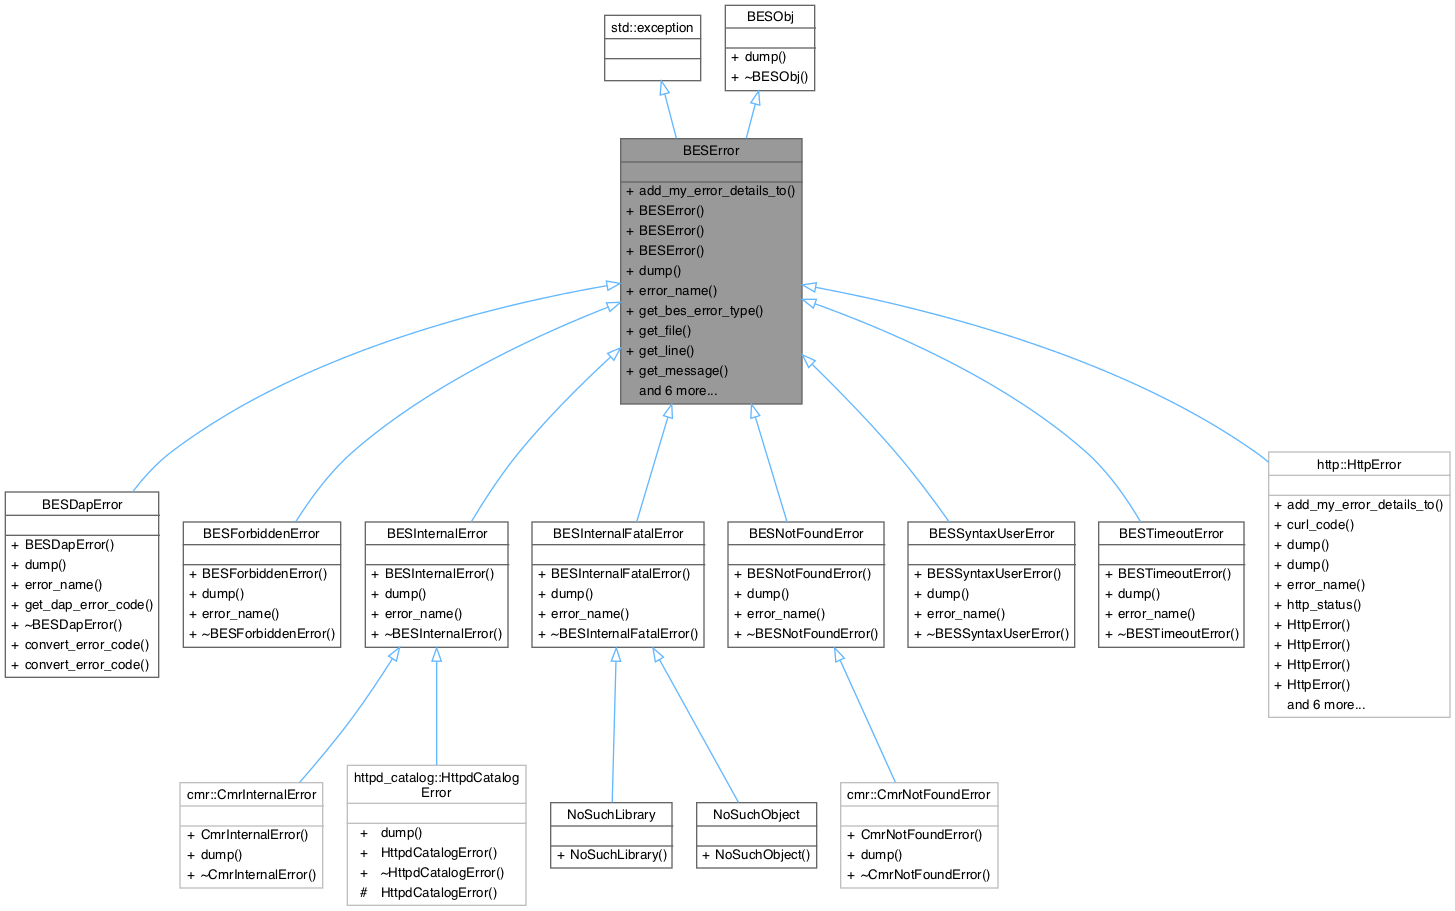 std::exception
BESObj
+ dump()
+ ~BESObj()
BESError
+ add_my_error_details_to()
+ BESError()
+ BESError()
+ BESError()
+ dump()
+ error_name()
+ get_bes_error_type()
+ get_file()
+ get_line()
+ get_message()
and 6 more...
BESDapError
+ BESDapError()
+ dump()
+ error_name()
+ get_dap_error_code()
+ ~BESDapError()
+ convert_error_code()
+ convert_error_code()
BESForbiddenError
+ BESForbiddenError()
+ dump()
+ error_name()
+ ~BESForbiddenError()
BESInternalError
+ BESInternalError()
+ dump()
+ error_name()
+ ~BESInternalError()
BESInternalFatalError
+ BESInternalFatalError()
+ dump()
+ error_name()
+ ~BESInternalFatalError()
BESNotFoundError
+ BESNotFoundError()
+ dump()
+ error_name()
+ ~BESNotFoundError()
BESSyntaxUserError
+ BESSyntaxUserError()
+ dump()
+ error_name()
+ ~BESSyntaxUserError()
BESTimeoutError
+ BESTimeoutError()
+ dump()
+ error_name()
+ ~BESTimeoutError()
http::HttpError
+ add_my_error_details_to()
+ curl_code()
+ dump()
+ dump()
+ error_name()
+ http_status()
+ HttpError()
+ HttpError()
+ HttpError()
+ HttpError()
and 6 more...
cmr::CmrInternalError
+ CmrInternalError()
+ dump()
+ ~CmrInternalError()
httpd_catalog::HttpdCatalog
Error
+ dump()
+ HttpdCatalogError()
+ ~HttpdCatalogError()
# HttpdCatalogError()
NoSuchLibrary
+ NoSuchLibrary()
NoSuchObject
+ NoSuchObject()
cmr::CmrNotFoundError
+ CmrNotFoundError()
+ dump()
+ ~CmrNotFoundError()